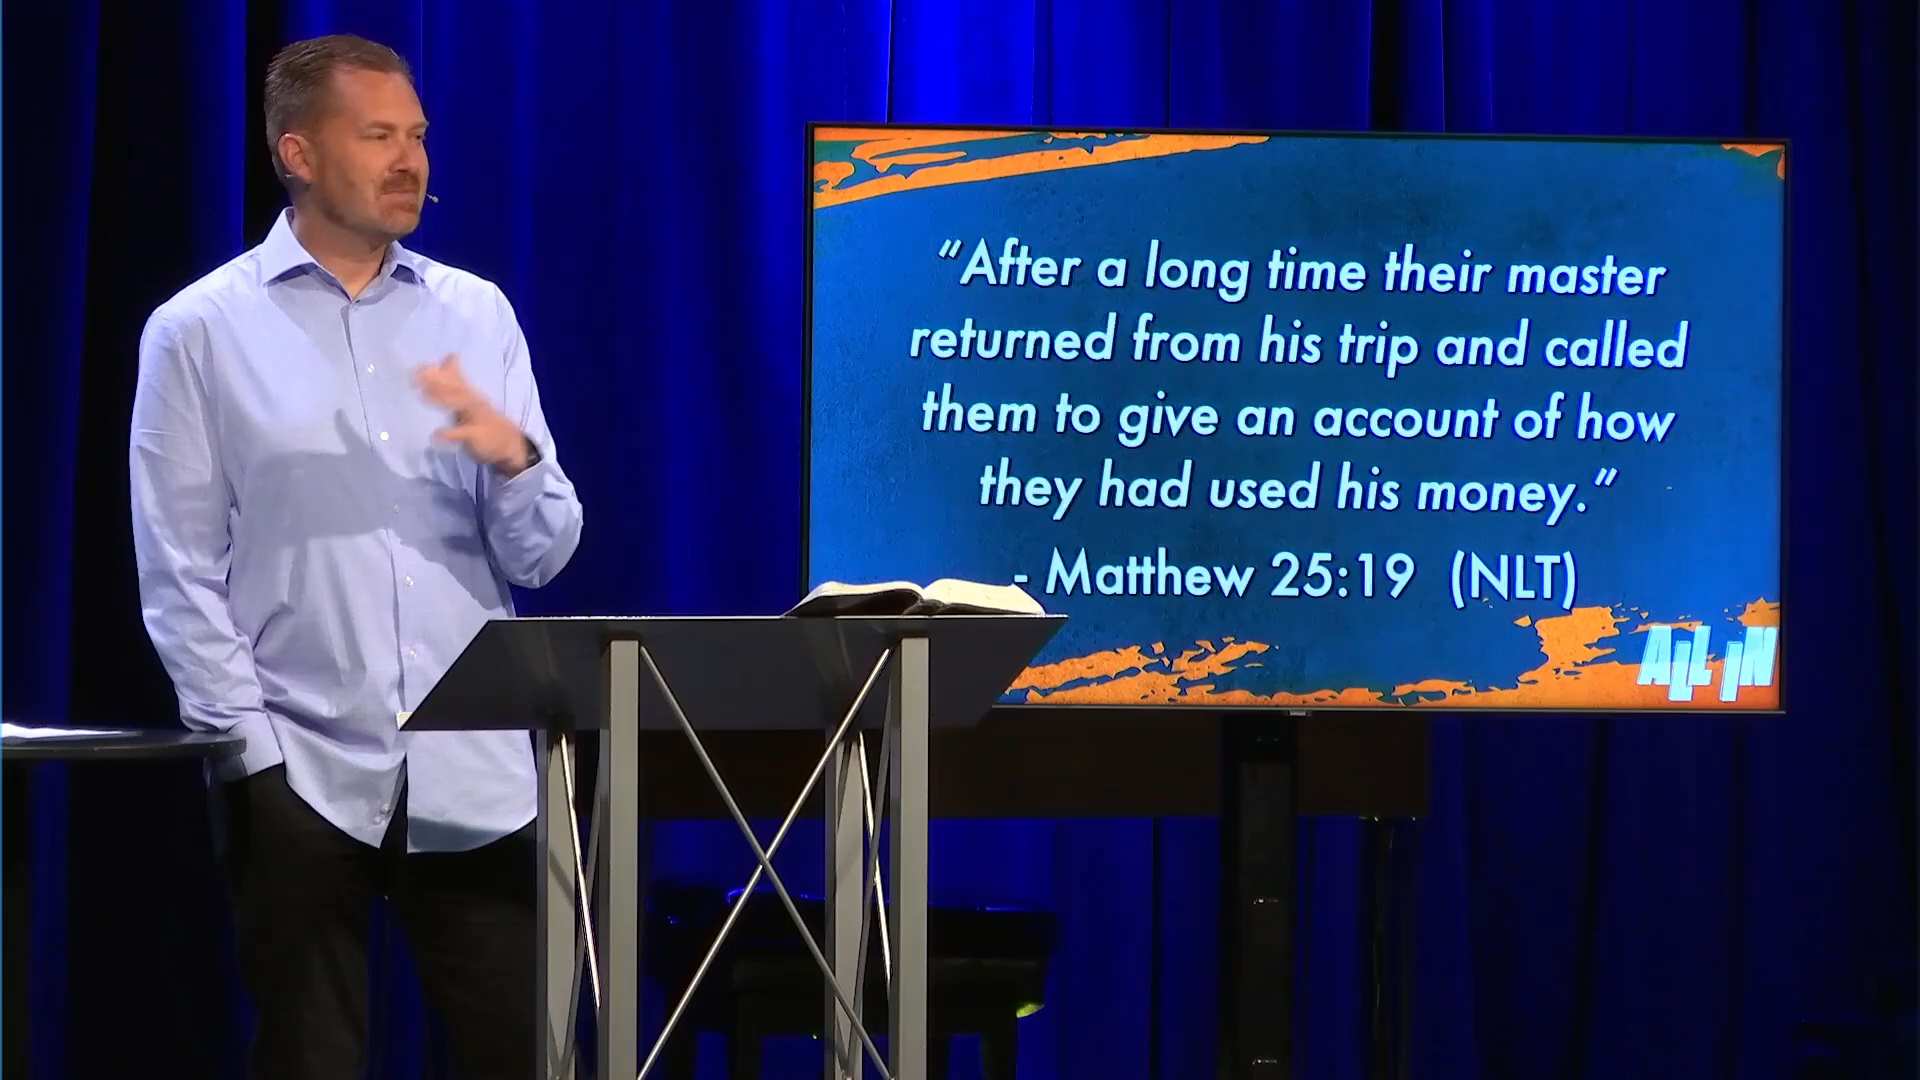 “After a long time their master
returned from his trip and called
them to give an account of how
they had used his money.”
- Matthew 25:19 (NLT)
ALL IN